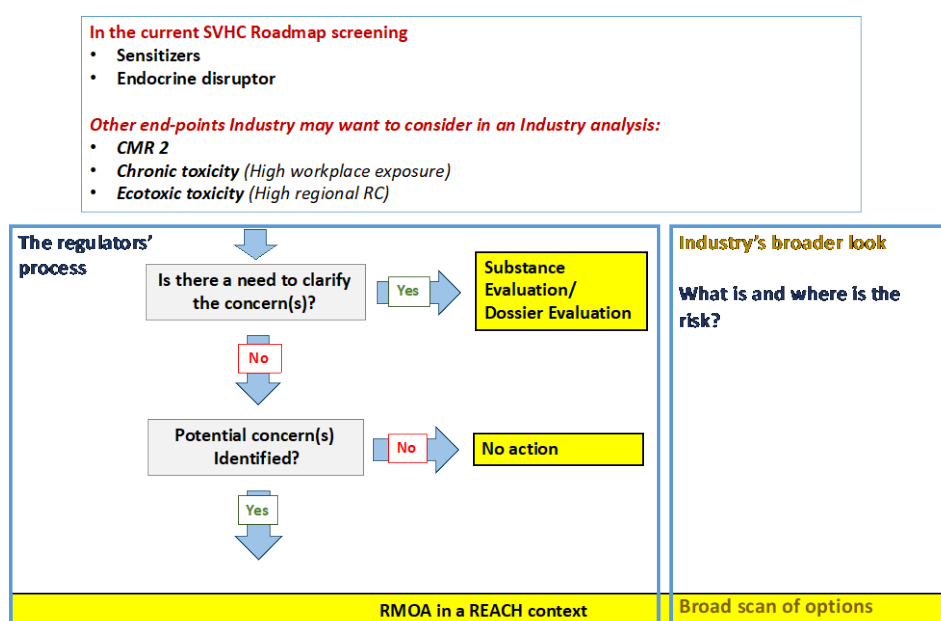 In the current SVHC Roadmap screening
• Sensitizers
• Endocrine disruptor
Other end-points Industry may want to consider in an Industry analysis:
• CMR 2
• Chronic toxicity (High workplace exposure)
• Ecotoxic toxicity (High regional RC)
The regulators'
process
Is there a need to clarify
the concern(s)?
Yes
Substance
Evaluation/
Dossier Evaluation
No
Potential concern(s)
Identified?
No
No action
Yes
RMOA in a REACH context
Industry's broader look
What is and where is the
risk?
Broad scan of options